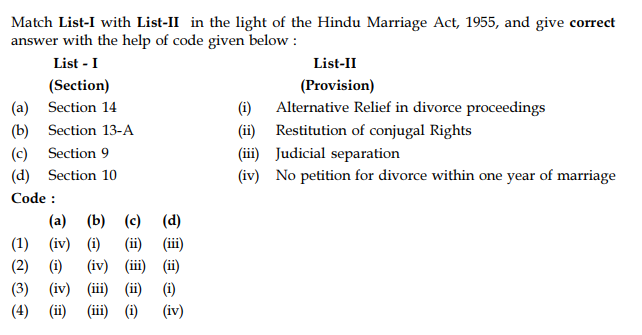 Match List-I with List-II in the light of the Hindu Marriage Act, 1955, and give correct
answer with the help of code given below :
List - I List-II
(Section) (Provision)
(a) Section 14 (i) Alternative Relief in divorce proceedings
(b) Section 13-A (ii) Restitution of conjugal Rights
(c) Section 9 (iii) Judicial separation
(d) Section 10 (iv) No petition for divorce within one year of marriage
Code :
(a) (b) (c) (d)
(1) (iv) (i) (ii) (iii)
(2) (i) (iv) (iii) (ii)
(3) (iv) (iii) (ii) (i)
(4) (ii) (iii) (i) (iv)